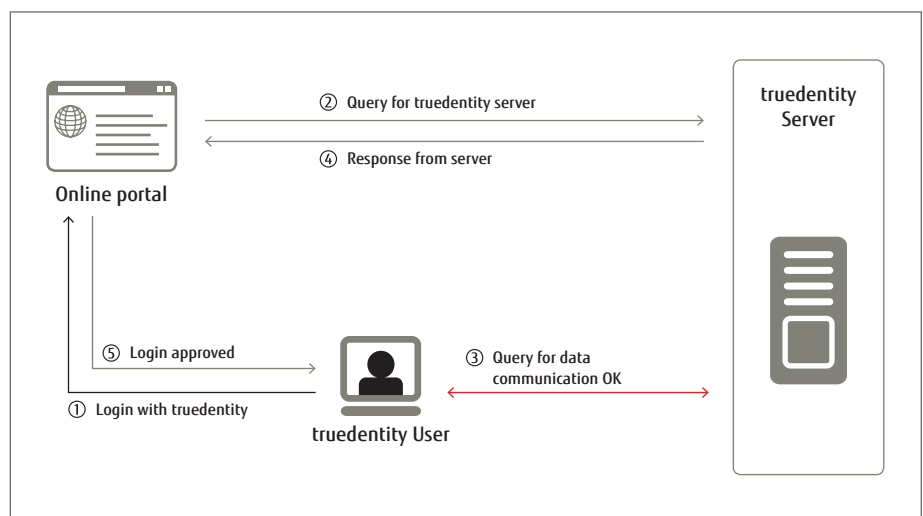 ② Query for truedentity server
④ Response from server
truedentity
Server
Online portal
⑤ Login approved
① Login with truedentity
③ Query for data
communication OK
truedentity User